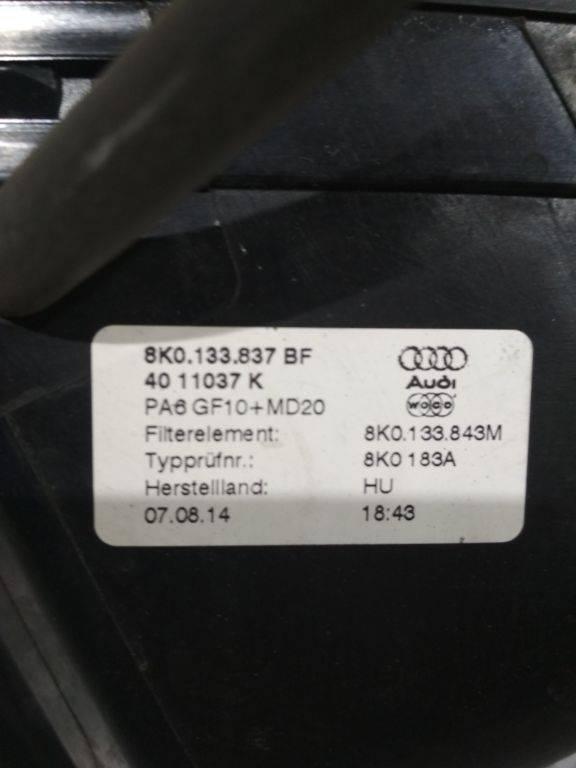 8K0.133.837 BF
40 11037 K
Audi
PA6 GF10+MD20
WOCO
Filterelement: 8K0.133.843M
Typprüfnr.: 8K0 183A
Herstellland: HU
07.08.14 18:43